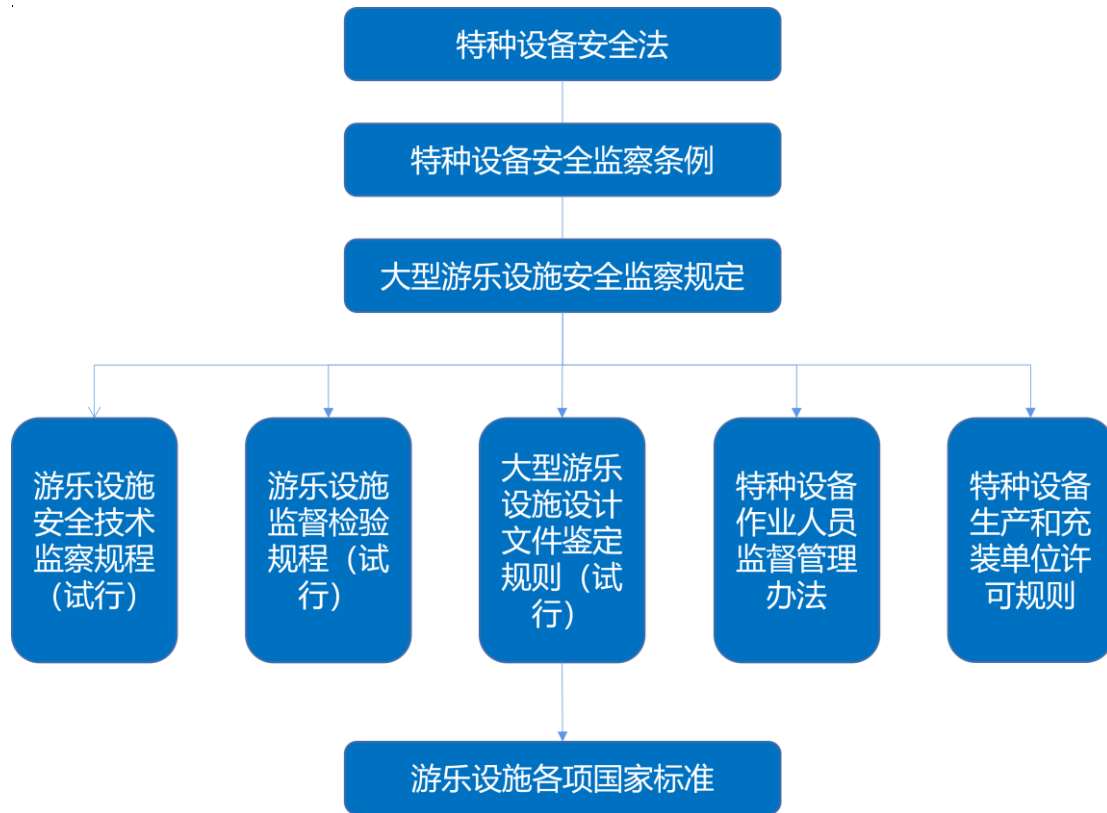 特种设备安全法
特种设备安全监察条例
大型游乐设施安全监察规定
游乐设施
安全技术
监察规程
（试行）
游乐设施
监督检验
规程（试
行）
大型游乐
设施设计
文件鉴定
规则（试
行）
特种设备
作业人员
监督管理
办法
特种设备
生产和充
装单位许
可规则
游乐设施各项国家标准